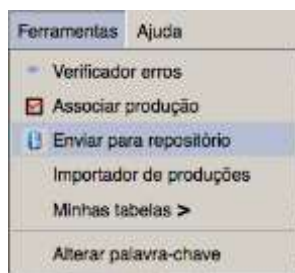 Ferramentas Ajuda
Verificador erros
Associar produção
Enviar para repositório
Importador de produções
Minhas tabelas >
Alterar palavra-chave